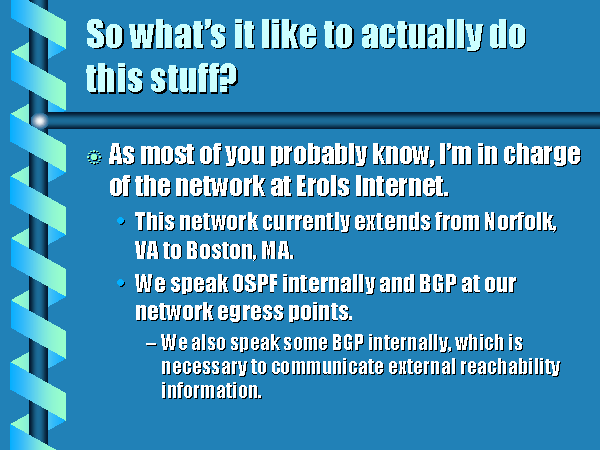 So what's it like to actually do
this stuff?
As most of you probably know, I'm in charge
of the network at Erols Internet.
• This network currently extends from Norfolk,
VA to Boston, MA.
• We speak OSPF internally and BGP at our
network egress points.
– We also speak some BGP internally, which is
necessary to communicate external reachability
information.